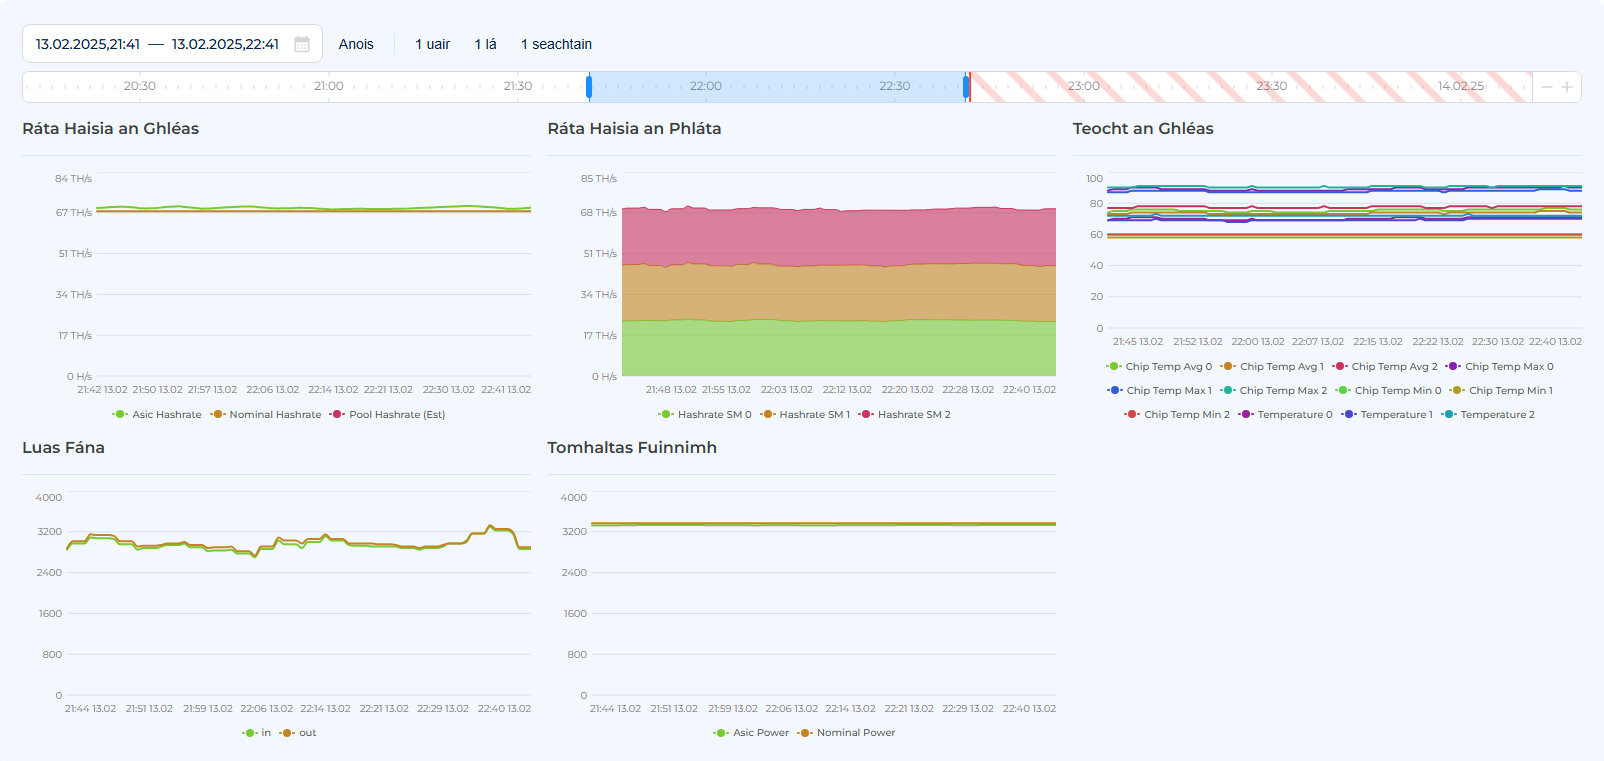 13.02.2025,21:41 — 13.02.2025,22:41 Anois 1 uair 1 lá 1 seachtain
20:30 21:00 21:30 22:00 22:30 23:00 23:30 14.02.25
Ráta Haisia an Ghléas
84 TH/s
67 TH/s
51 TH/s
34 TH/s
17 TH/s
0 H/s
21:42 13.02 21:50 13.02 21:57 13.02 22:06 13.02 22:14 13.02 22:21 13.02 22:30 13.02 22:41 13.02
Asic Hashrate Nominal Hashrate Pool Hashrate (Est)
Ráta Haisia an Phláta
85 TH/s
68 TH/s
51 TH/s
34 TH/s
17 TH/s
0 H/s
21:48 13.02 21:55 13.02 22:03 13.02 22:12 13.02 22:20 13.02 22:28 13.02 22:40 13.02
Hashrate SM 0 Hashrate SM 1 Hashrate SM 2
Teocht an Ghléas
100
80
60
40
20
0
21:45 13.02 21:52 13.02 22:00 13.02 22:07 13.02 22:15 13.02 22:22 13.02 22:30 13.02 22:40 13.02
Chip Temp Avg 0 Chip Temp Avg 1 Chip Temp Avg 2 Chip Temp Max 0
Chip Temp Max 1 Chip Temp Max 2 Chip Temp Min 0 Chip Temp Min 1
Chip Temp Min 2 Temperature 0 Temperature 1 Temperature 2
Luas Fána
4000
3200
2400
1600
800
0
21:44 13.02 21:51 13.02 21:59 13.02 22:06 13.02 22:14 13.02 22:21 13.02 22:29 13.02 22:40 13.02
in out
Tomhaltas Fuinnimh
4000
3200
2400
1600
800
0
21:44 13.02 21:51 13.02 21:59 13.02 22:06 13.02 22:14 13.02 22:21 13.02 22:29 13.02 22:40 13.02
Asic Power Nominal Power